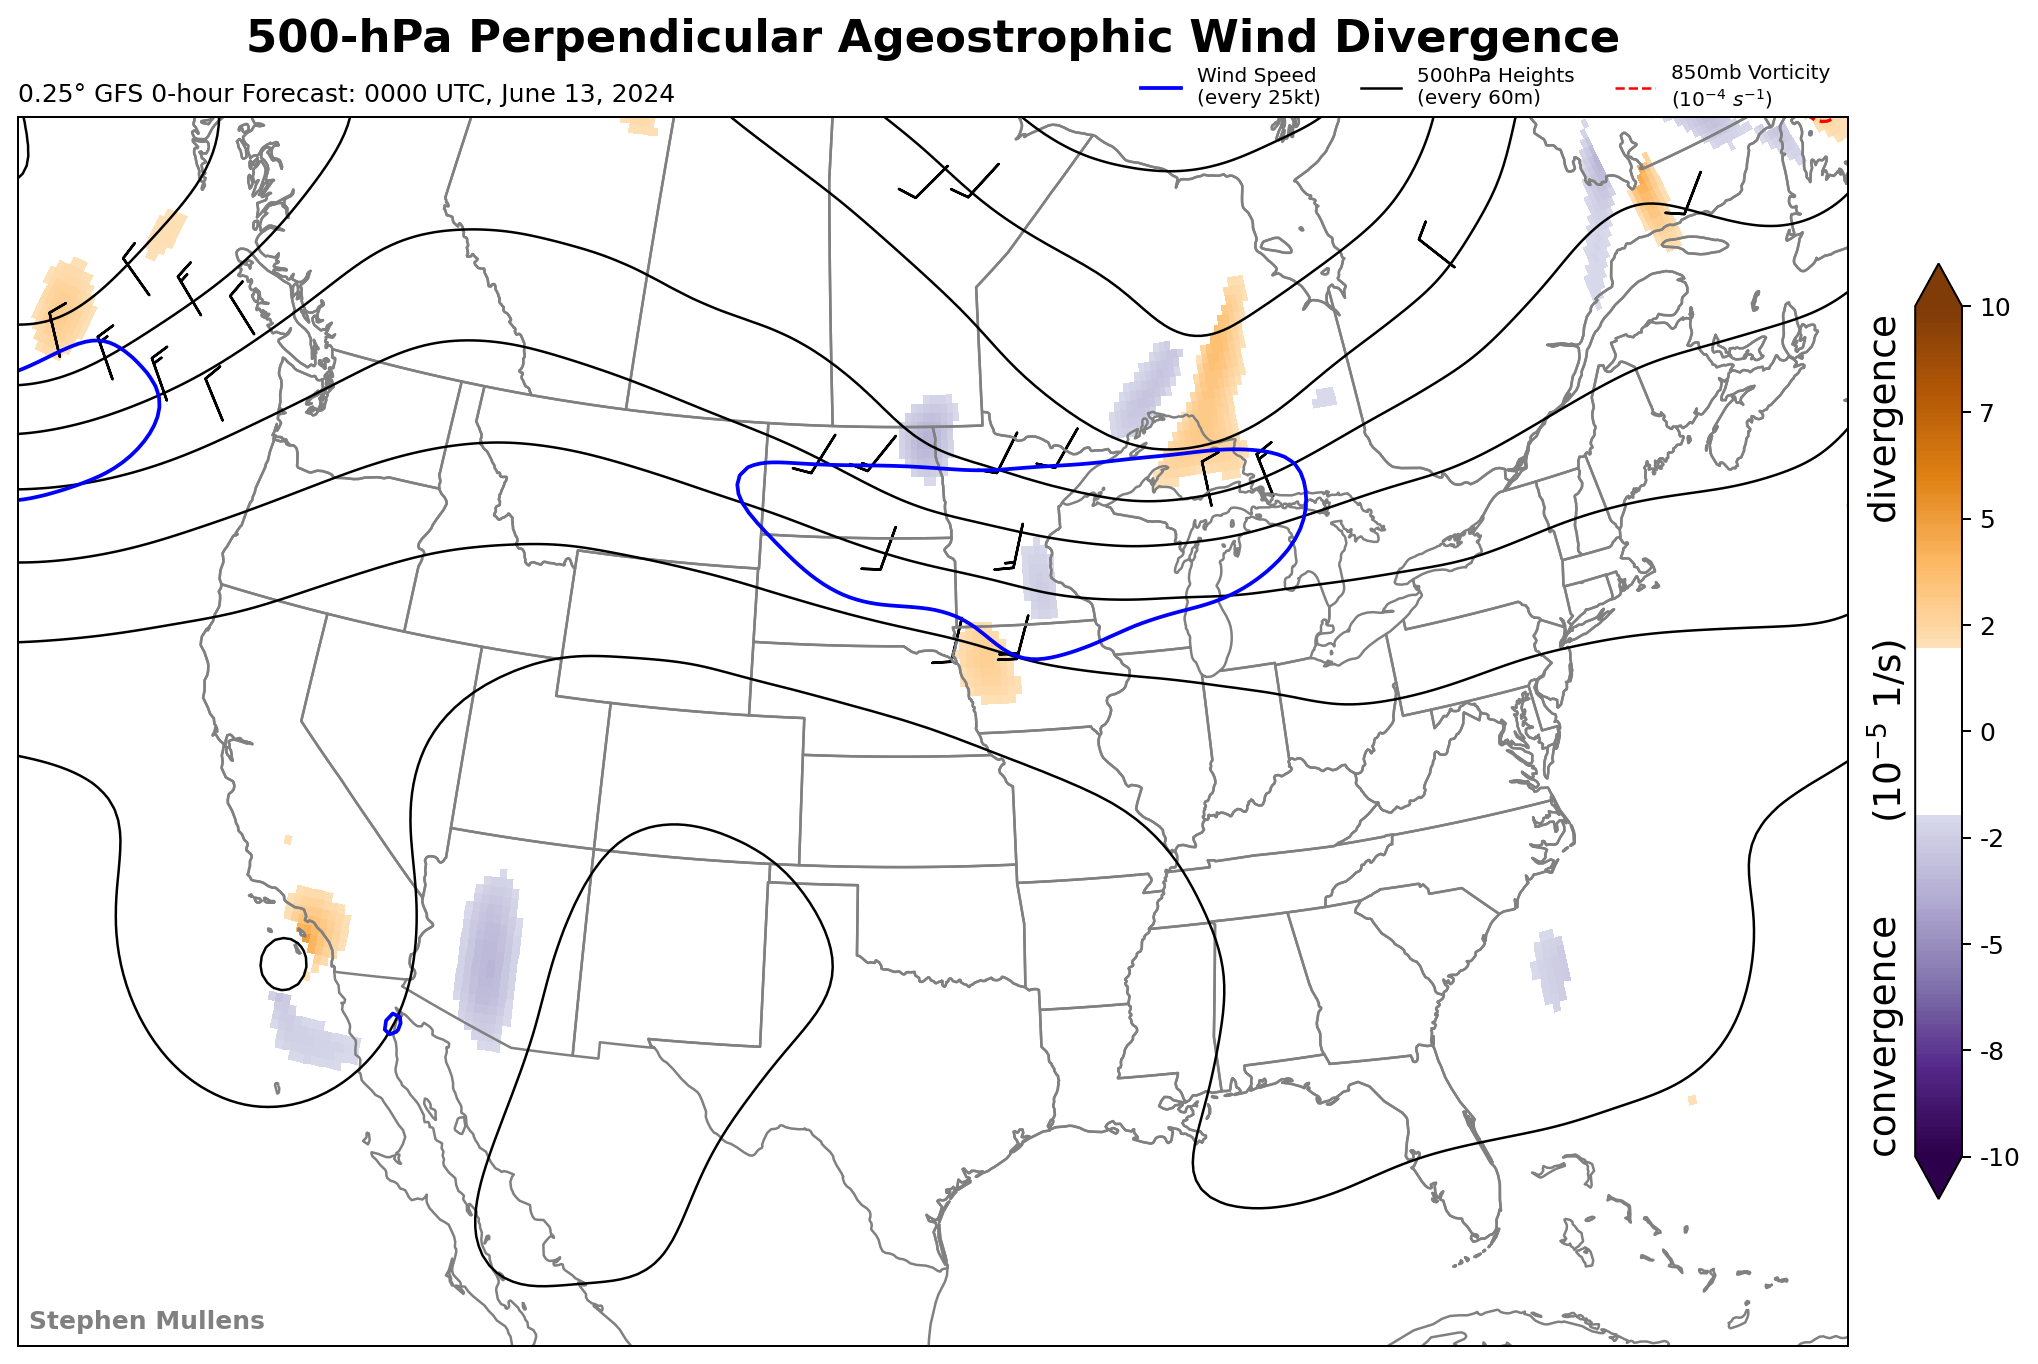 500-hPa Perpendicular Ageostrophic Wind Divergence
0.25° GFS 0-hour Forecast: 0000 UTC, June 13, 2024
Wind Speed
(every 25kt)
500hPa Heights
(every 60m)
850mb Vorticity
(10⁻⁴ s⁻¹)
10
7
5
2
0
-2
-5
-8
-10
convergence (10⁻⁵ 1/s) divergence
Stephen Mullens